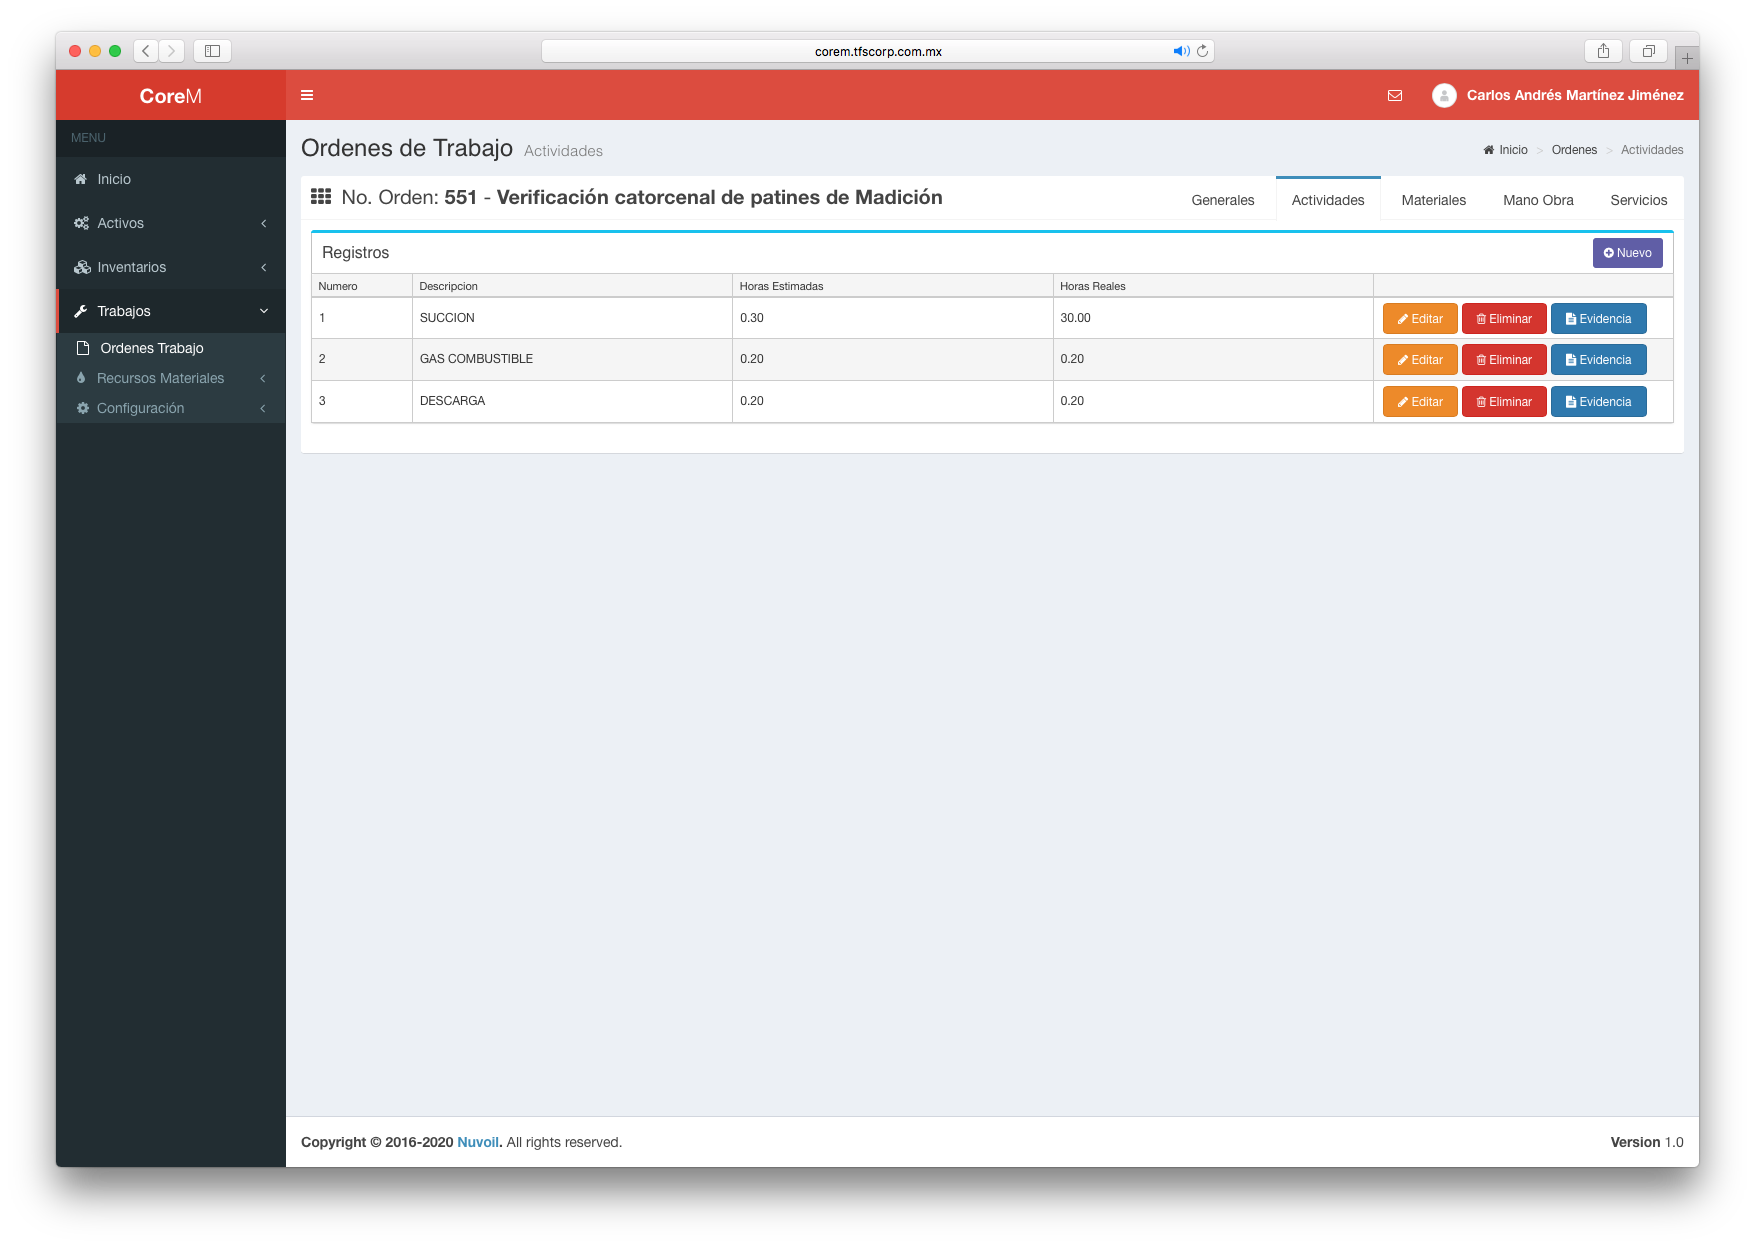 corem.tfscorp.com.mx
CoreM
Carlos Andrés Martínez Jiménez
MENU
Inicio
Activos
Inventarios
Trabajos
Ordenes Trabajo
Recursos Materiales
Configuración
Ordenes de Trabajo Actividades
Inicio > Ordenes > Actividades
No. Orden: 551 - Verificación catorcenal de patines de Madición
Generales Actividades Materiales Mano Obra Servicios
Registros
Nuevo
Numero Descripcion Horas Estimadas Horas Reales
1 SUCCION 0.30 30.00 Editar Eliminar Evidencia
2 GAS COMBUSTIBLE 0.20 0.20 Editar Eliminar Evidencia
3 DESCARGA 0.20 0.20 Editar Eliminar Evidencia
Copyright © 2016-2020 Nuvoil. All rights reserved.
Version 1.0